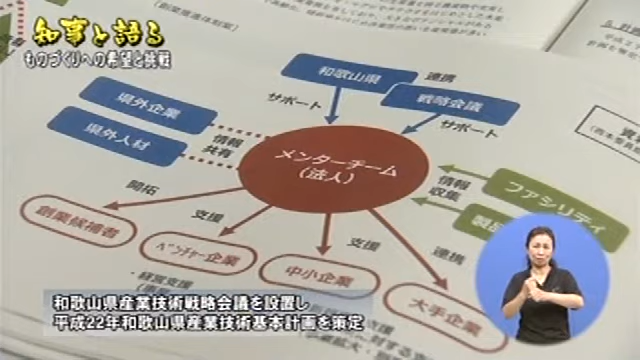 知事と語る
ものづくりへの希望と挑戦
和歌山県
連携
戦略会議
サポート
サポート
県外企業
県外人材
情報
共有
メンターチーム
(法人)
情報
収集
ファシリティ
製品
開拓
支援
支援
連携
創業候補者
ベンチャー企業
中小企業
大手企業
・経営支援
和歌山県産業技術戦略会議を設置し
平成22年和歌山県産業技術基本計画を策定